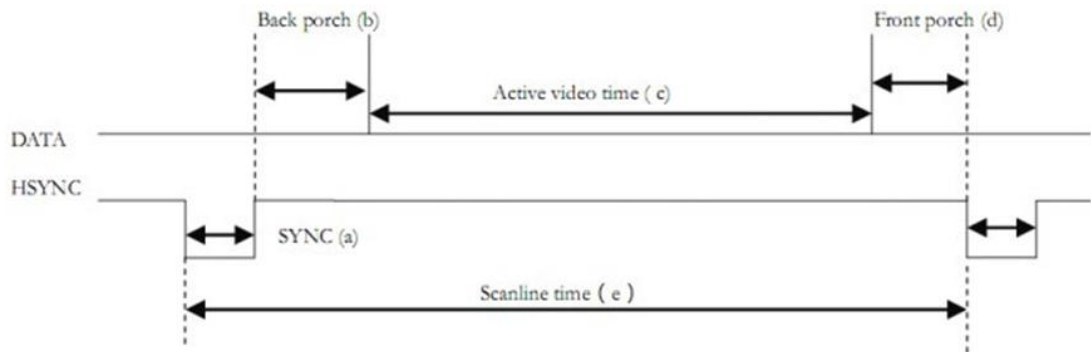 Back porch (b)
Front porch (d)
Active video time ( c)
DATA
HSYNC
SYNC (a)
Scanline time ( e )